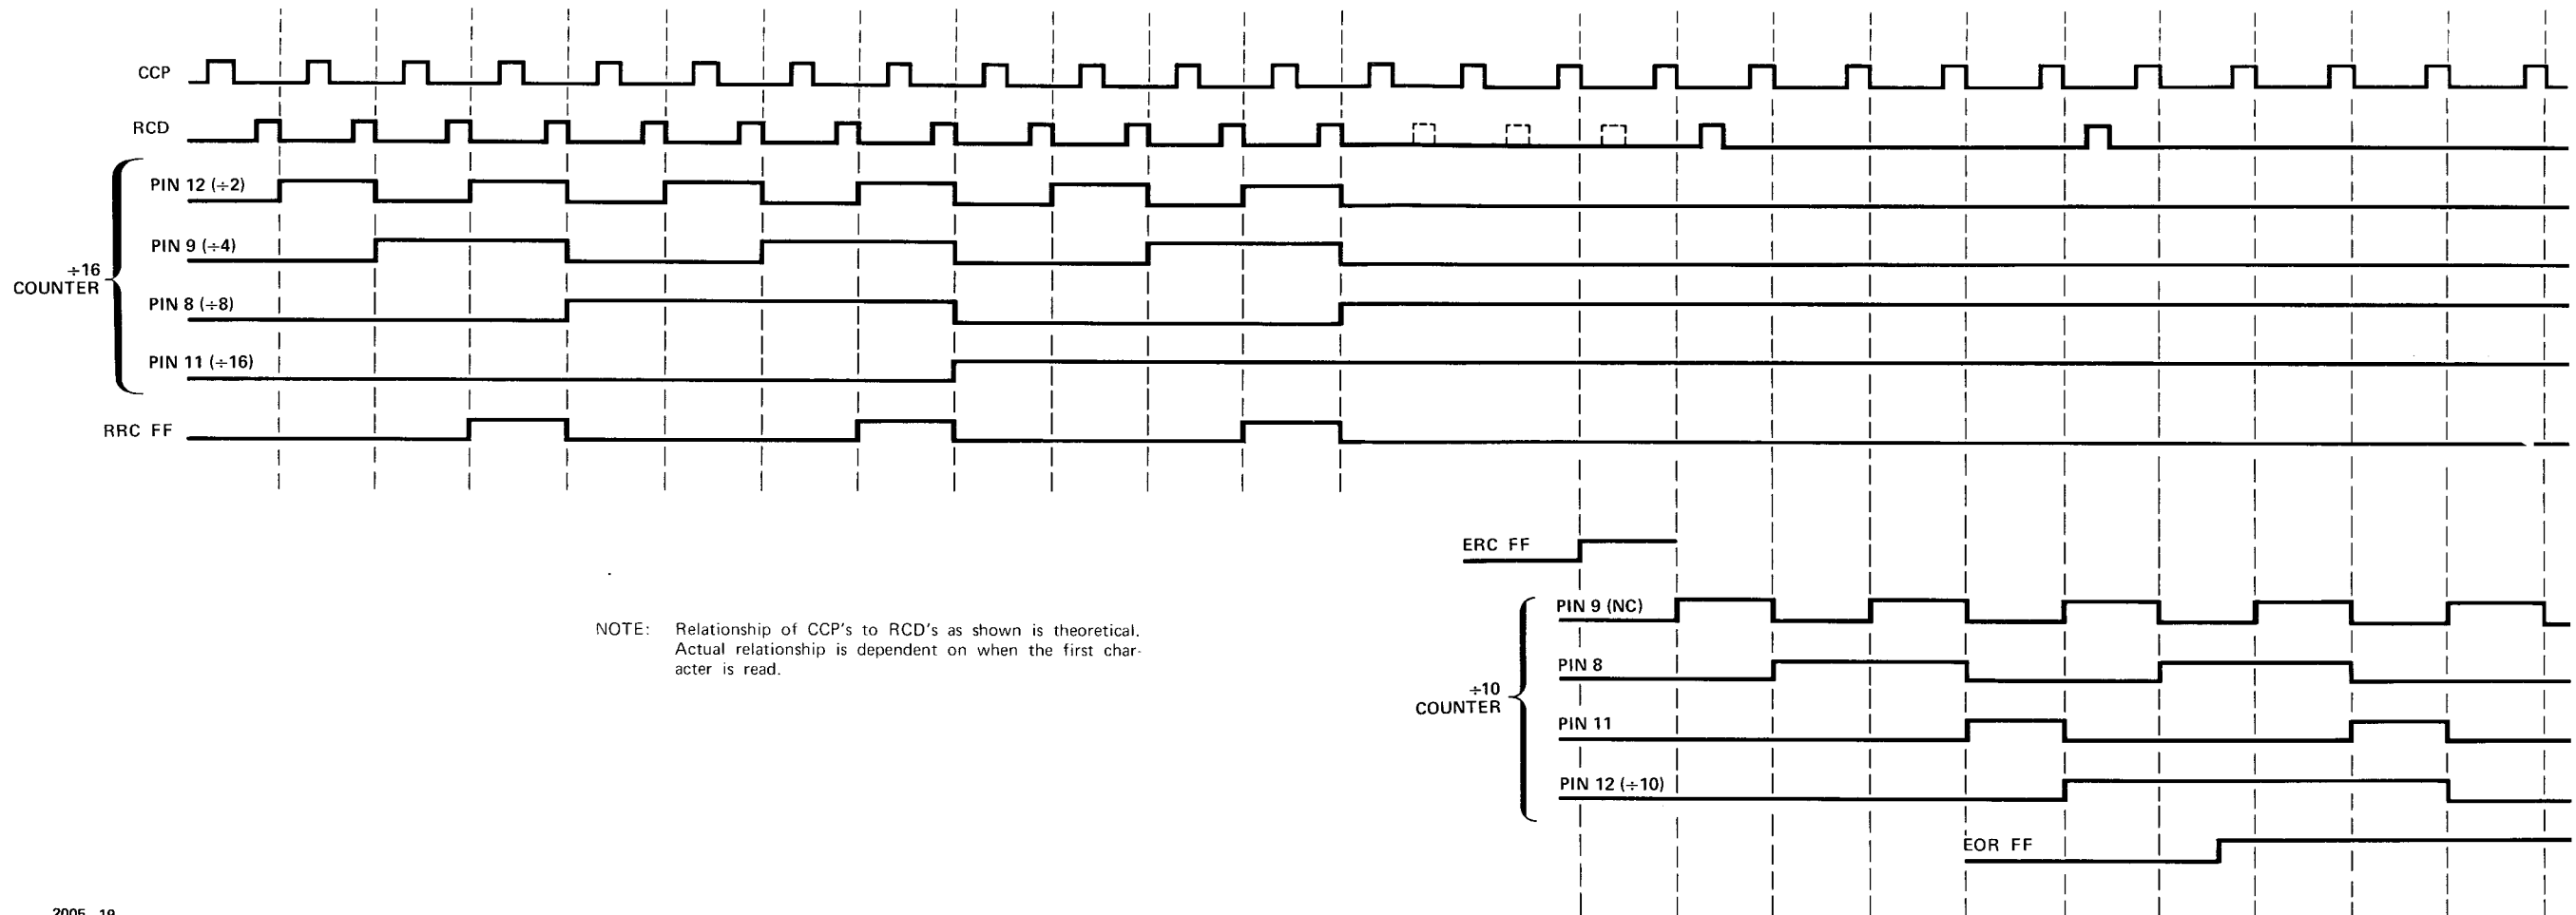 CCP
RCD
PIN 12 (÷2)
PIN 9 (÷4)
÷16
COUNTER
PIN 8 (÷8)
PIN 11 (÷16)
RRC FF
ERC FF
NOTE: Relationship of CCP's to RCD's as shown is theoretical.
Actual relationship is dependent on when the first char-
acter is read.
PIN 9 (NC)
PIN 8
÷10
COUNTER
PIN 11
PIN 12 (÷10)
EOR FF
2005-19